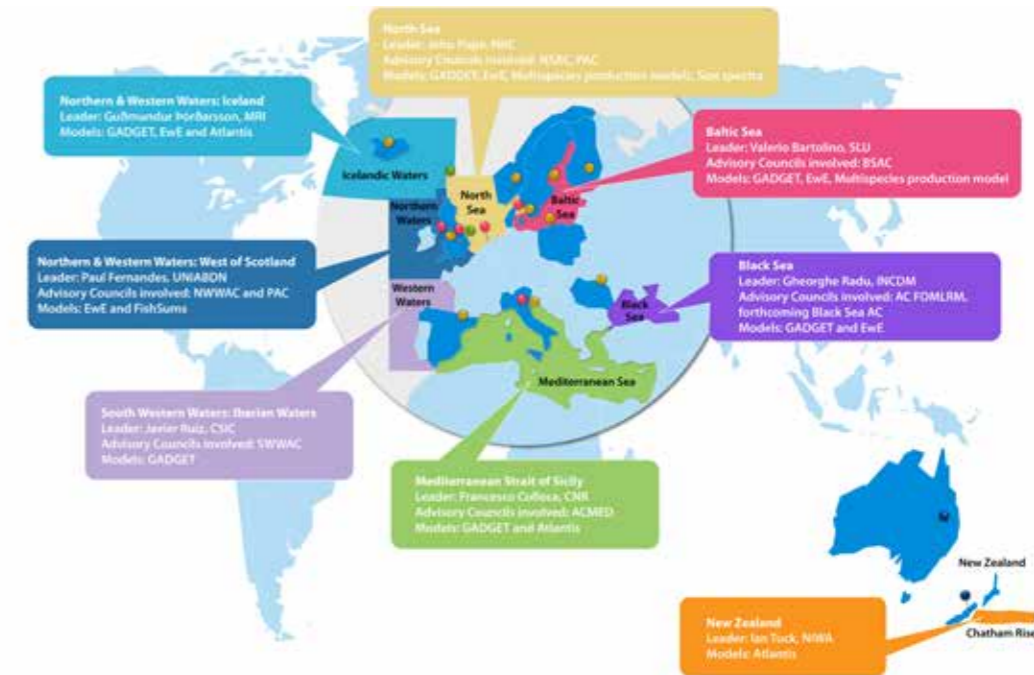 North Sea
Leader: John
Advisory Councils involved: NSRC, PAC
Models: GADGET, EwE, Multispecies production models, Size spectra
Northern & Western Waters: Iceland
Leader: Guðmundur Þórðarsson, MRI
Models: GADGET, EwE and Atlantis
Baltic Sea
Leader: Valerio Bartolino, SLU
Advisory Councils involved: BSAC
Models: GADGET, EwE, Multispecies production model
Icelandic Waters
Northern Waters
North Sea
Baltic Sea
Northern & Western Waters: West of Scotland
Leader: Paul Fernandes, UNIABDN
Advisory Councils involved: NWWAC and PAC
Models: EwE and FishSums
Black Sea
Leader: Gheorghe Radu, INCDM
Advisory Councils involved: AC FDMLRM,
forthcoming Black Sea AC
Models: GADGET and EwE
Western Waters
Black Sea
Mediterranean Sea
South Western Waters: Iberian Waters
Leader: Javier Ruiz, CSIC
Advisory Councils involved: SWWAC
Models: GADGET
Mediterranean Strait of Sicily
Leader: Francesco Colloca, CNR
Advisory Councils involved: ACMED
Models: GADGET and Atlantis
New Zealand
Chatham Rise
New Zealand
Leader: Ian Tuck, NIWA
Models: Atlantis